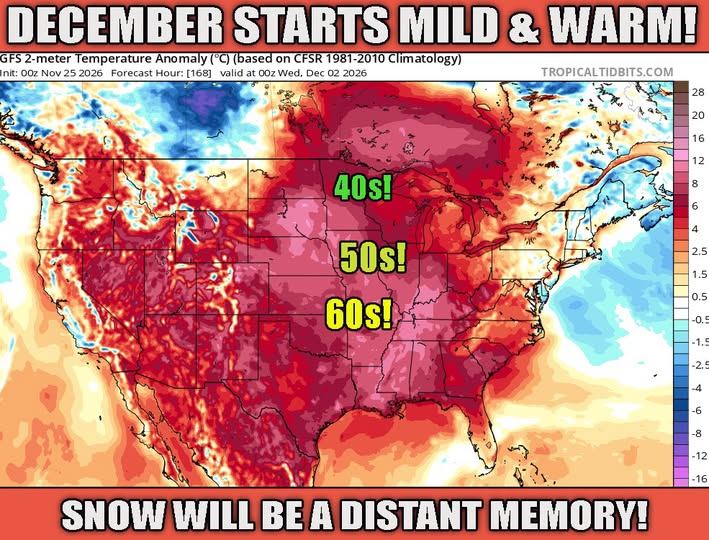 DECEMBER STARTS MILD & WARM!
GFS 2-meter Temperature Anomaly (°C) (based on CFSR 1981-2010 Climatology)
Init: 00z Nov 25 2026 Forecast Hour: [168] valid at 00z Wed, Dec 02 2026 TROPICALTIDBITS.COM
28
20
16
12
8
6
4
2.5
1.5
0.5
-0.5
-1.5
-2.5
-4
-6
-8
-12
-16
40s!
50s!
60s!
SNOW WILL BE A DISTANT MEMORY!